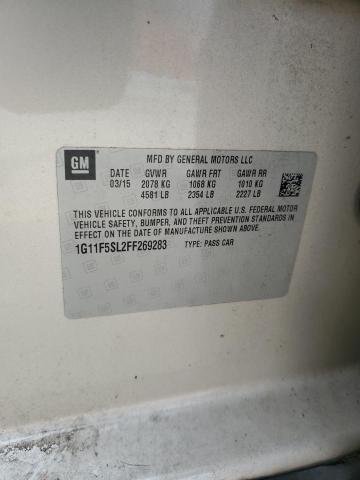 GM
MFD BY GENERAL MOTORS LLC
DATE GVWR GAWR FRT GAWR RR
03/15 2078 KG 1068 KG 1010 KG
4581 LB 2354 LB 2227 LB
THIS VEHICLE CONFORMS TO ALL APPLICABLE U.S. FEDERAL MOTOR
VEHICLE SAFETY, BUMPER, AND THEFT PREVENTION STANDARDS IN
EFFECT ON THE DATE OF MANUFACTURE SHOWN ABOVE.
1G11F5SL2FF269283 TYPE: PASS CAR